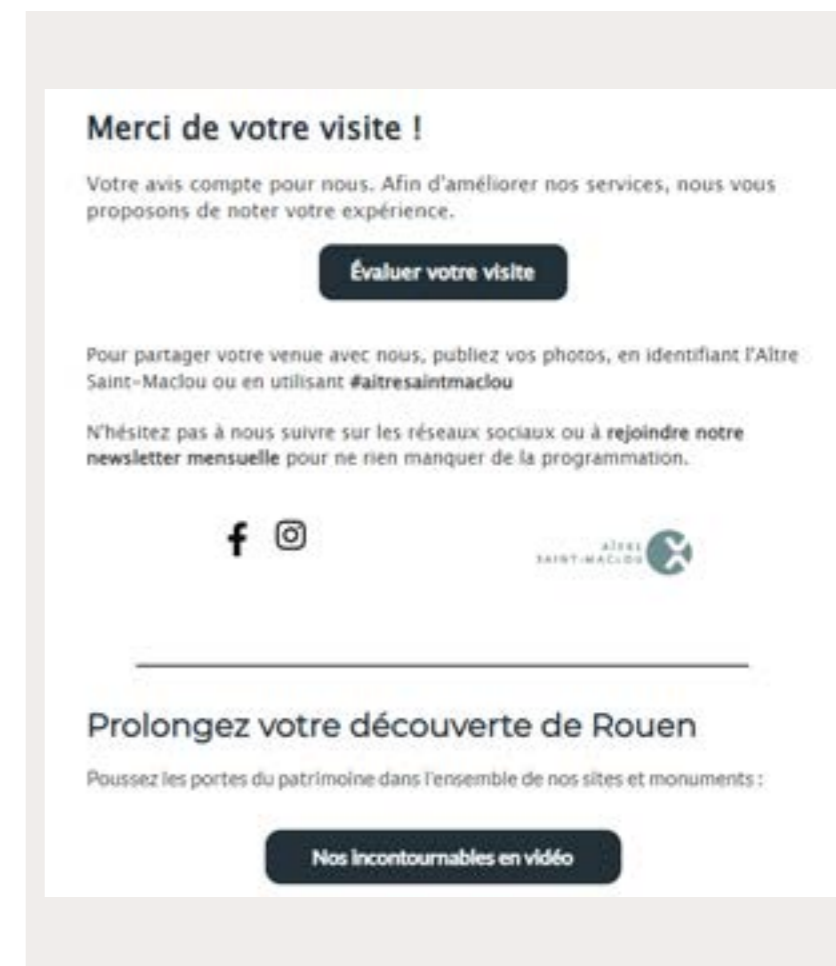 Merci de votre visite !
Votre avis compte pour nous. Afin d'améliorer nos services, nous vous
proposons de noter votre expérience.
Évaluer votre visite
Pour partager votre venue avec nous, publiez vos photos, en identifiant l'Aître
Saint-Maclou ou en utilisant #aitresaintmaclou
N'hésitez pas à nous suivre sur les réseaux sociaux ou à rejoindre notre
newsletter mensuelle pour ne rien manquer de la programmation.
AÎTRE
SAINT-MACLOU
Prolongez votre découverte de Rouen
Poussez les portes du patrimoine dans l'ensemble de nos sites et monuments :
Nos incontournables en vidéo